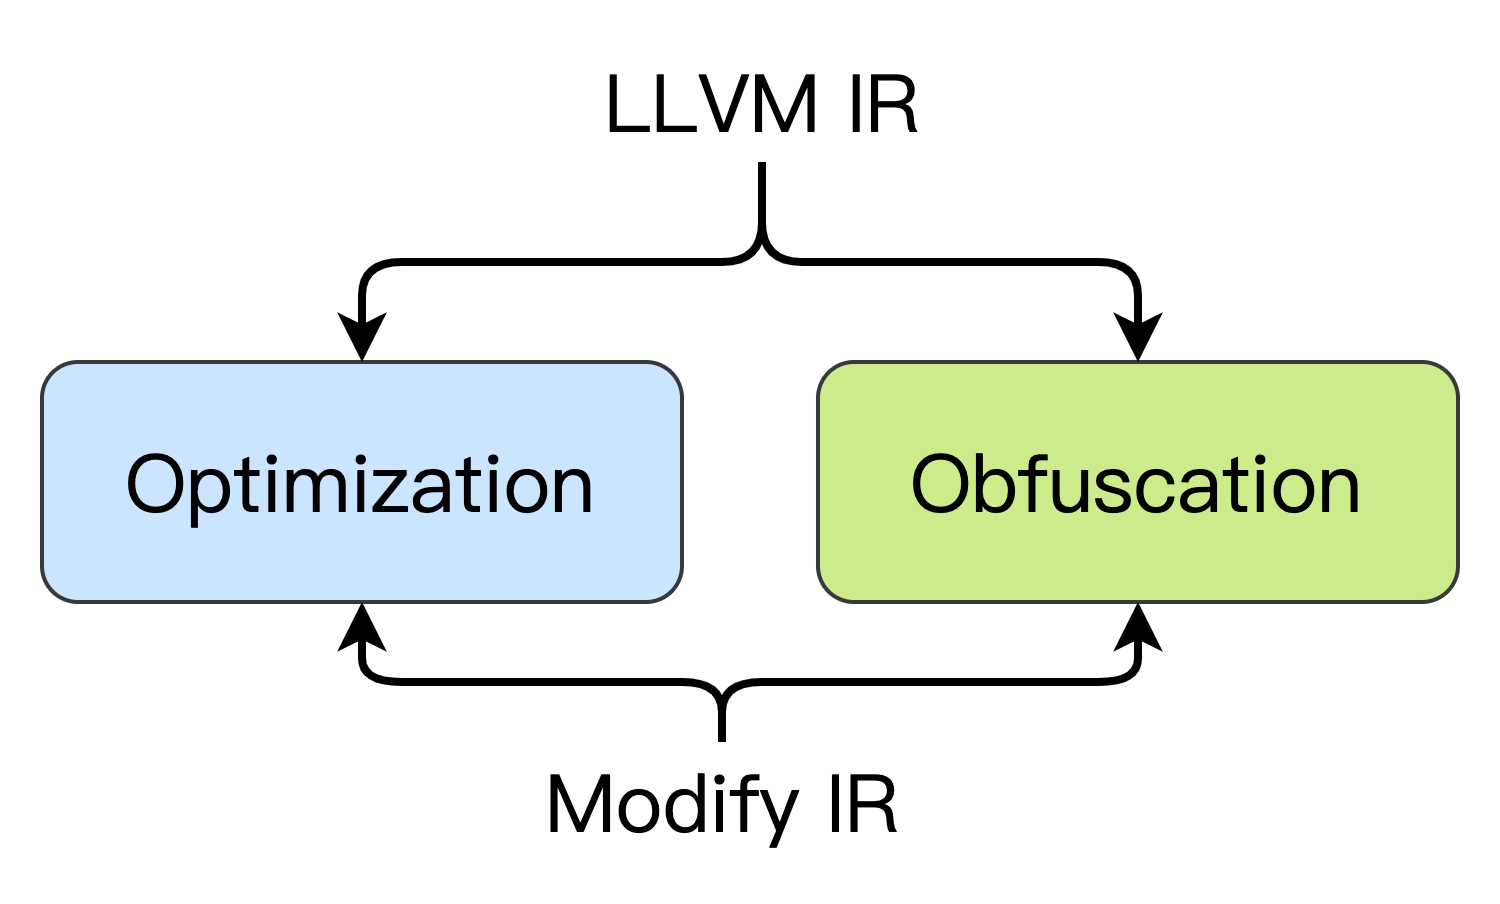 LLVM IR
Optimization
Obfuscation
Modify IR